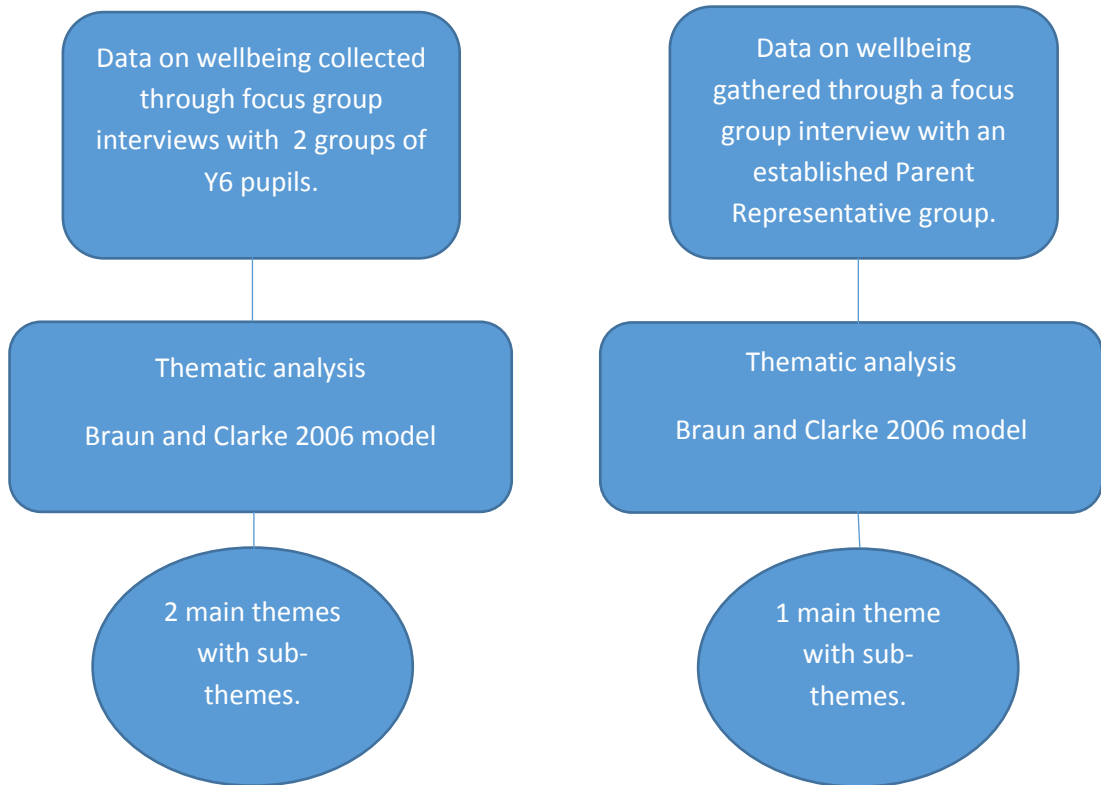 Data on wellbeing collected
through focus group
interviews with  2 groups of
Y6 pupils.
Thematic analysis
Braun and Clarke 2006 model
2 main themes
with sub-
themes.
Data on wellbeing
gathered through a focus
group interview with an
established Parent
Representative group.
Thematic analysis
Braun and Clarke 2006 model
1 main theme
with sub-
themes.